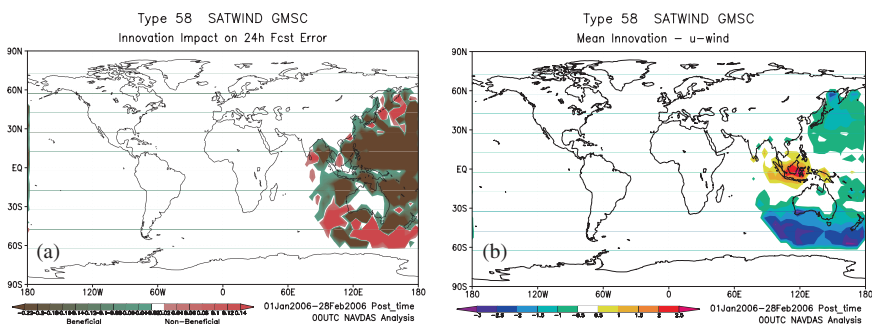 Type 58 SATWIND GMSC
Innovation Impact on 24h Fcst Error
90N
60N
30N
EQ
30S
60S
90S
(a)
180 120W 60W 0 60E 120E 180
Beneficial Non-Beneficial
01Jan2006-28Feb2006 Post_time
00UTC NAVDAS Analysis
Type 58 SATWIND GMSC
Mean Innovation - u-wind
90N
60N
30N
EQ
30S
60S
90S
(b)
180 120W 60W 0 60E 120E 180
-3 -2.5 -2 -1.5 -1 -0.5 0.5 1 1.5 2 2.5
01Jan2006-28Feb2006 Post_time
00UTC NAVDAS Analysis